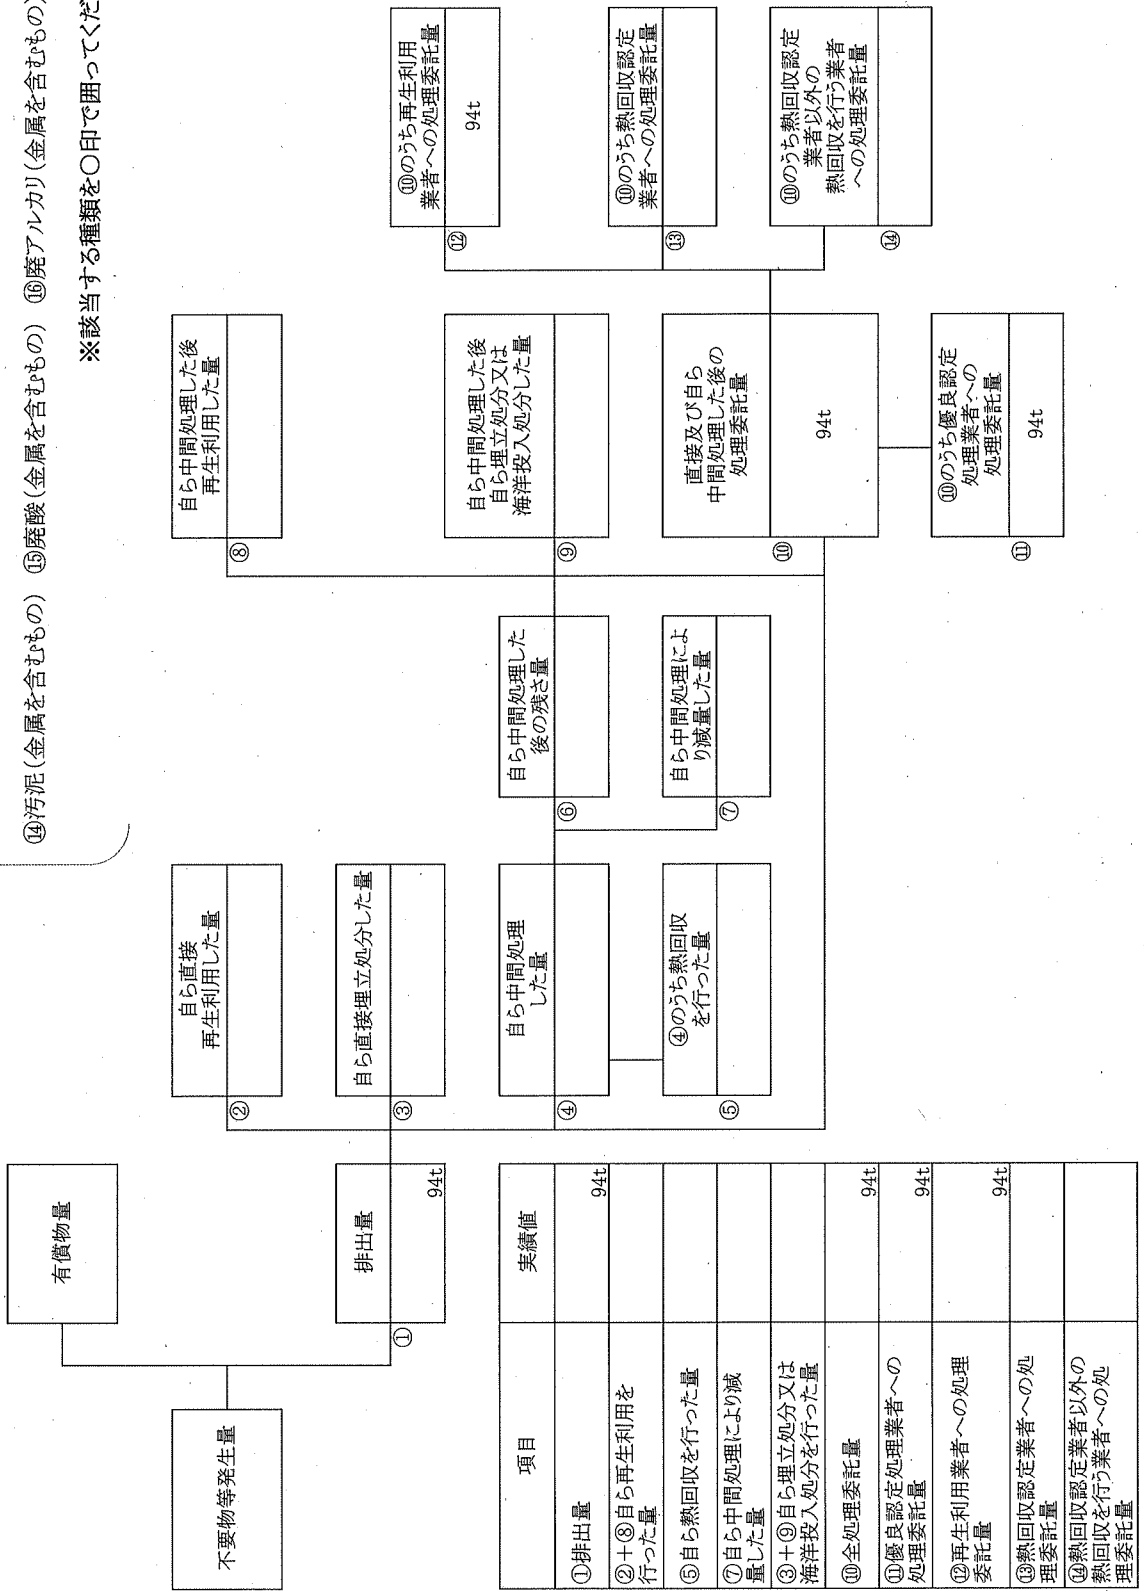 ⑭汚泥(金属を含むもの) ⑮廃酸(金属を含むもの) ⑯廃アルカリ(金属を含むもの)
※該当する種類を○印で囲ってくだ
不要物等発生量
有償物量
①
排出量
94t
②
自ら直接
再生利用した量
③
自ら直接埋立処分した量
④
自ら中間処理
した量
⑤
④のうち熱回収
を行った量
⑥
自ら中間処理した
後の残さ量
⑦
自ら中間処理によ
り減量した量
⑧
自ら中間処理した後
再生利用した量
⑨
自ら中間処理した後
自ら埋立処分又は
海洋投入処分した量
⑩
直接及び自ら
中間処理した後の
処理委託量
94t
⑪
⑩のうち優良認定
処理業者への
処理委託量
94t
⑫
⑩のうち再生利用
業者への処理委託量
94t
⑬
⑩のうち熱回収認定
業者への処理委託量
⑭
⑩のうち熱回収認定
業者以外の
熱回収を行う業者
への処理委託量
項目 実績値
①排出量 94t
②+⑧自ら再生利用を
行った量
⑤自ら熱回収を行った量
⑦自ら中間処理により減
量した量
③+⑨自ら埋立処分又は
海洋投入処分を行った量
⑩全処理委託量 94t
⑪優良認定処理業者への
処理委託量 94t
⑫再生利用業者への処理
委託量 94t
⑬熱回収認定業者への処
理委託量
⑭熱回収認定業者以外の
熱回収を行う業者への処
理委託量